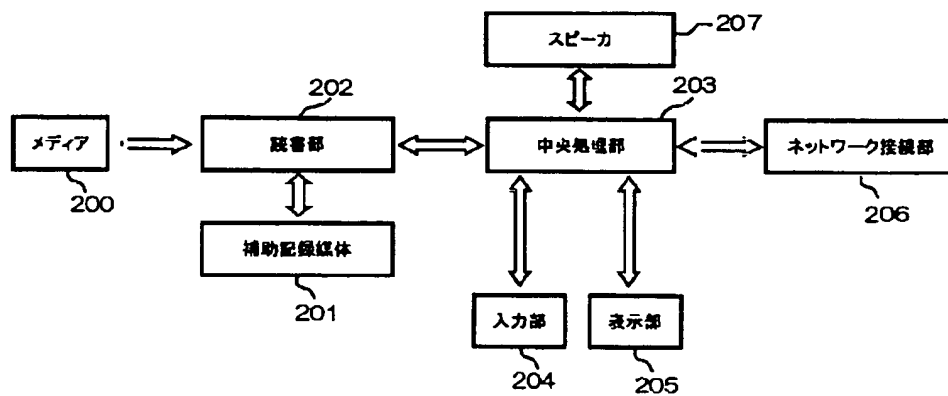 スピーカ
207
202
203
メディア
読書部
中央処理部
ネットワーク接続部
200
206
補助記録媒体
201
入力部
表示部
204
205